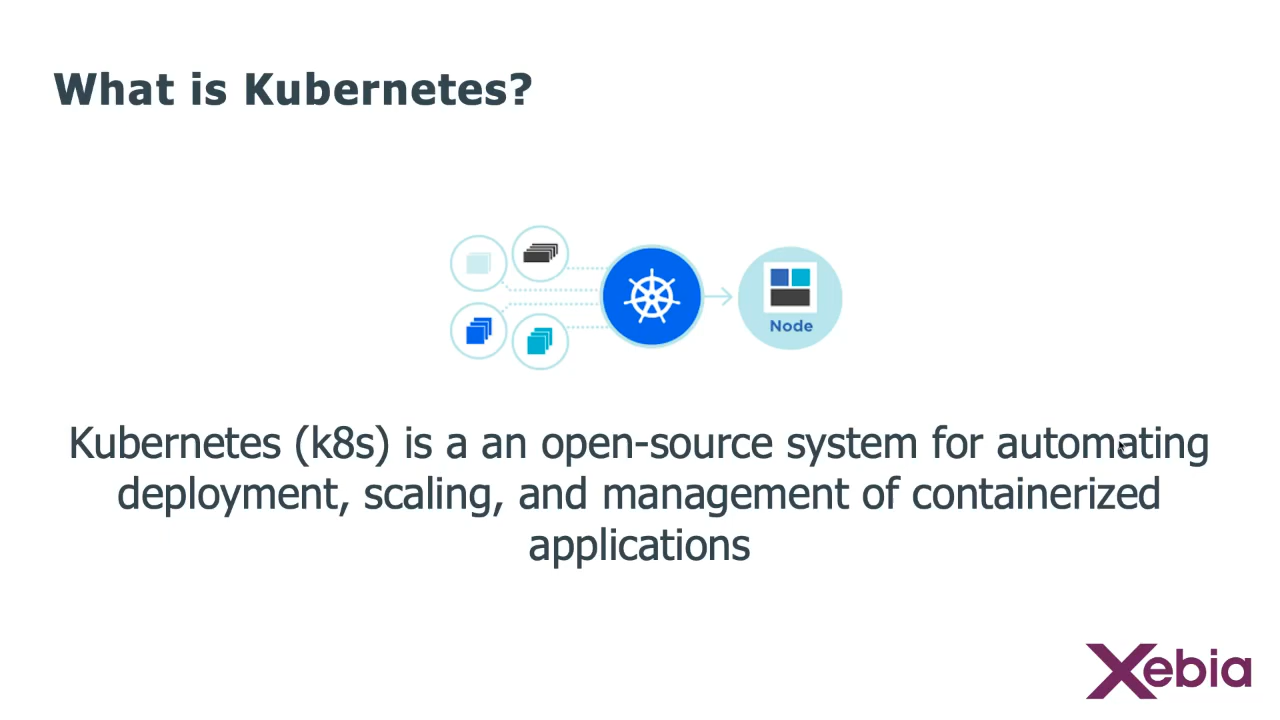 What is Kubernetes?
Node
Kubernetes (k8s) is a an open-source system for automating
deployment, scaling, and management of containerized
applications
Xebia